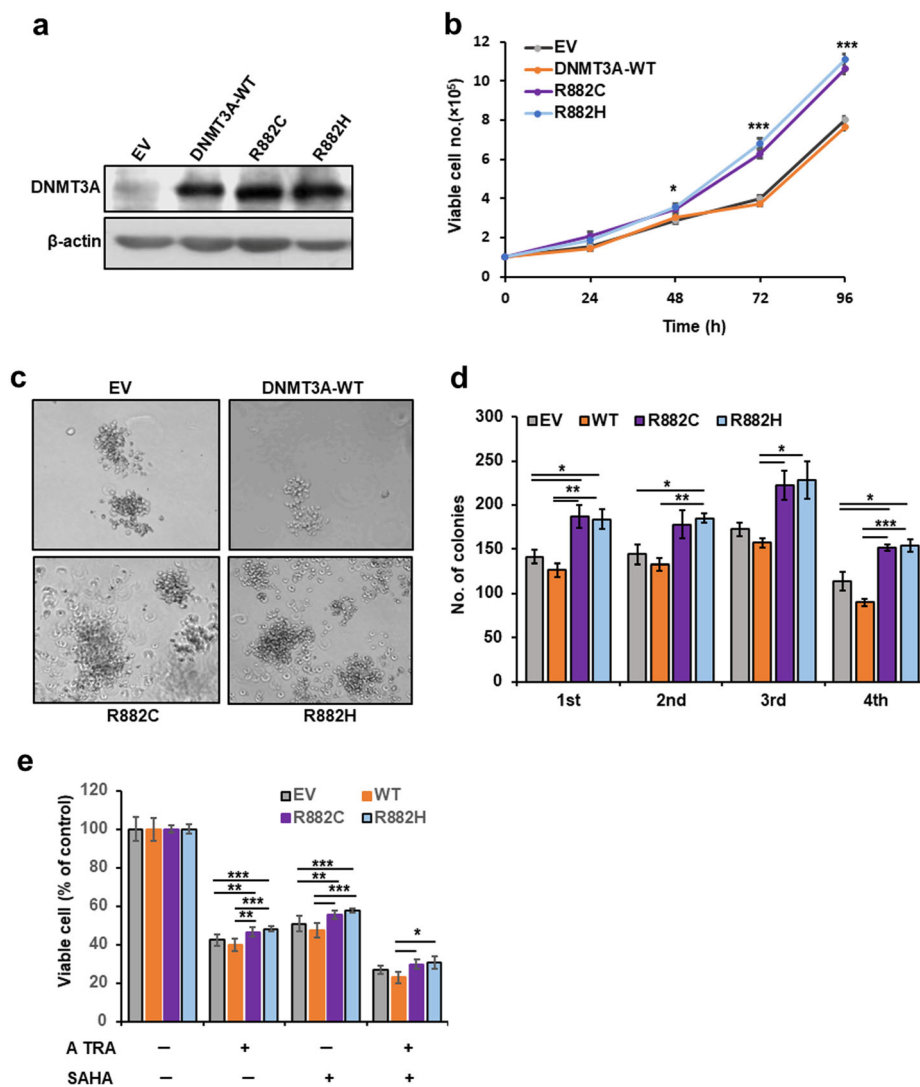 a
EV
DNMT3A-WT
R882C
R882H
DNMT3A
β-actin
b
Viable cell no.(×10⁵)
12
10
8
6
4
2
0
EV
DNMT3A-WT
R882C
R882H
*
***
***
0 24 48 72 96
Time (h)
c
EV DNMT3A-WT
R882C R882H
d
No. of colonies
300
250
200
150
100
50
0
EV WT R882C R882H
*
**
*
**
*
*
***
1st 2nd 3rd 4th
e
Viable cell (% of control)
120
100
80
60
40
20
0
EV WT
R882C R882H
***
**
***
**
***
**
***
*
A TRA – + – +
SAHA – – + +